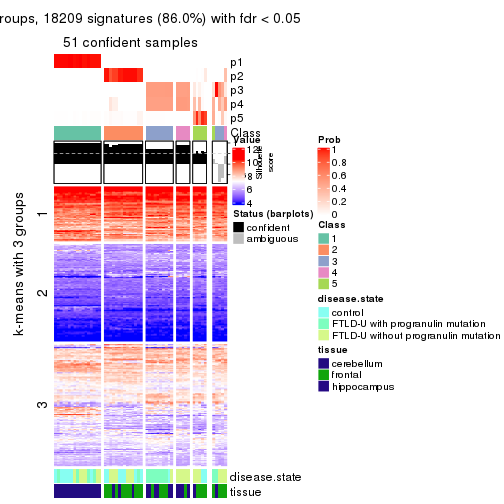 roups, 18209 signatures (86.0%) with fdr < 0.05
51 confident samples
p1
p2
p3
p4
p5
Class
k-means with 3 groups
1
2
3
disease.state
tissue
Value
12
6
4
Silhouette
score
Status (barplots)
confident
ambiguous
Prob
1
0.8
0.6
0.4
0.2
0
Class
1
2
3
4
5
disease.state
control
FTLD-U with progranulin mutation
FTLD-U without progranulin mutation
tissue
cerebellum
frontal
hippocampus